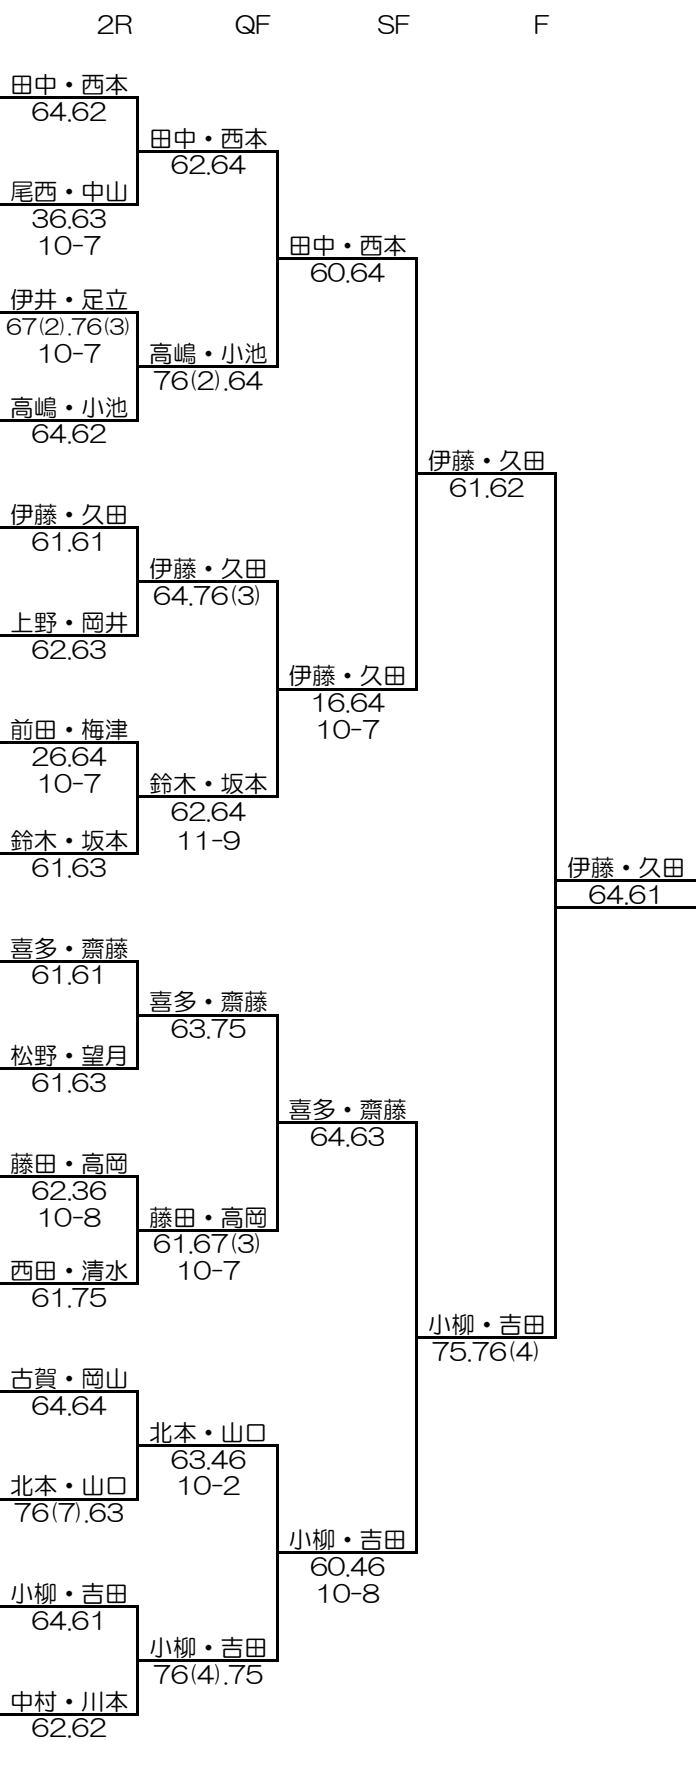 2R QF SF F
田中・西本
64.62
田中・西本
62.64
尾西・中山
36.63
10-7
田中・西本
60.64
伊井・足立
67(2).76(3)
10-7
高嶋・小池
76(2).64
高嶋・小池
64.62
伊藤・久田
61.62
伊藤・久田
61.61
伊藤・久田
64.76(3)
上野・岡井
62.63
伊藤・久田
16.64
10-7
前田・梅津
26.64
10-7
鈴木・坂本
62.64
11-9
鈴木・坂本
61.63
伊藤・久田
64.61
喜多・齋藤
61.61
喜多・齋藤
63.75
松野・望月
61.63
喜多・齋藤
64.63
藤田・高岡
62.36
10-8
藤田・高岡
61.67(3)
10-7
西田・清水
61.75
小柳・吉田
75.76(4)
古賀・岡山
64.64
北本・山口
63.46
10-2
北本・山口
76(7).63
小柳・吉田
60.46
10-8
小柳・吉田
64.61
小柳・吉田
76(4).75
中村・川本
62.62